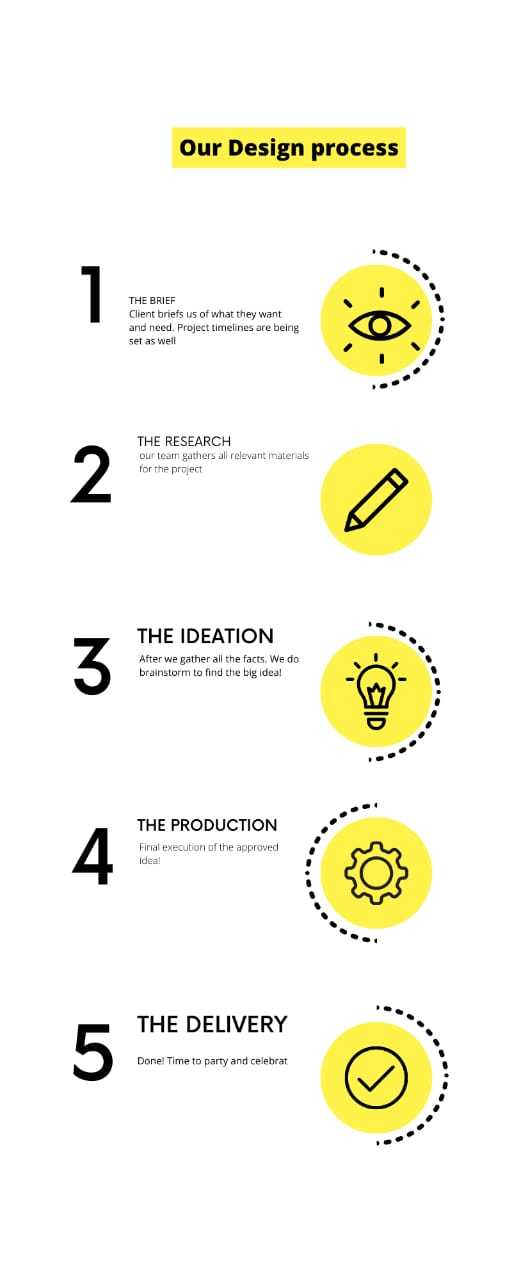 Our Design process
1
THE BRIEF
Client briefs us of what they want
and need. Project timelines are being
set as well
2
THE RESEARCH
our team gathers all relevant materials
for the project
3
THE IDEATION
After we gather all the facts. We do
brainstorm to find the big idea!
4
THE PRODUCTION
Final execution of the approved
idea!
5
THE DELIVERY
Done! Time to party and celebrat